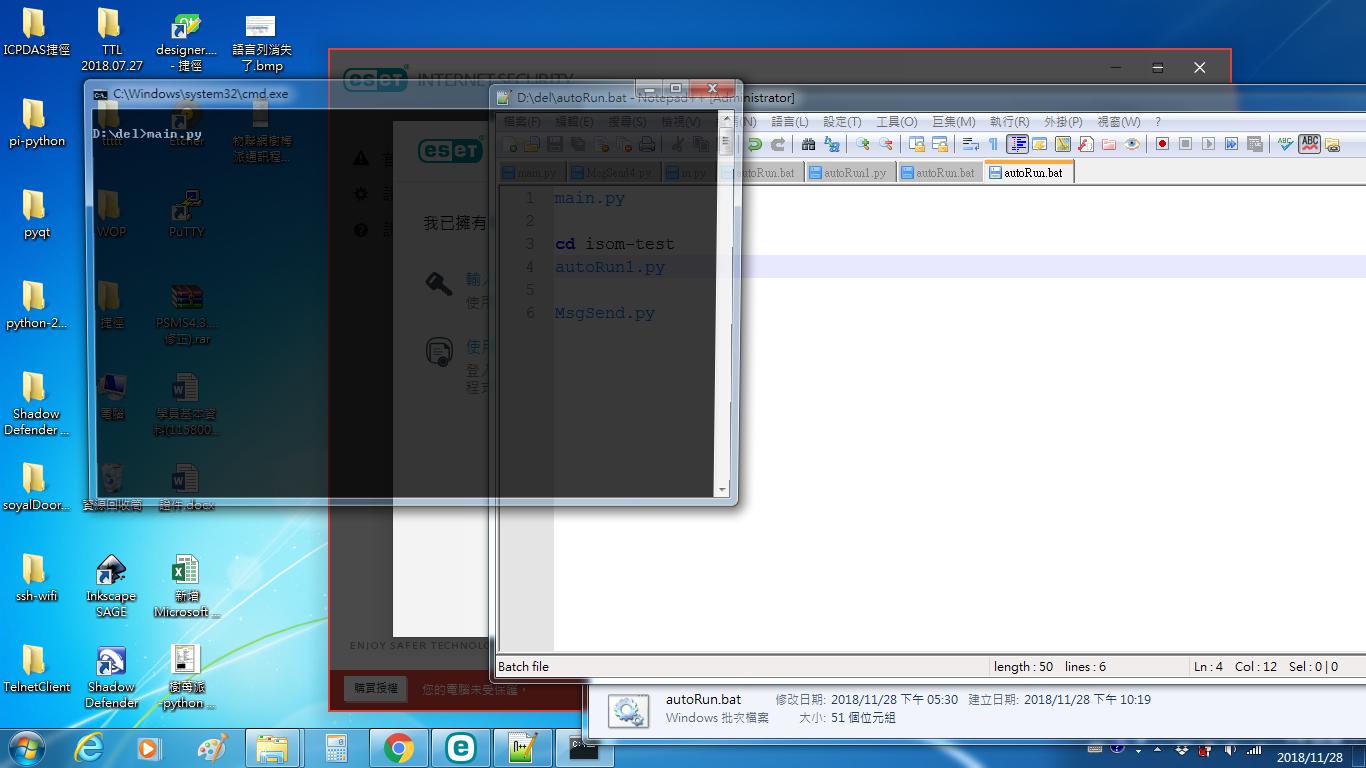 ICPDAS捷徑
TTL
2018.07.27
designer....
- 捷徑
語言列消失
了.bmp
pi-python
pyqt
python-2...
Shadow
Defender ...
soyalDoor...
ssh-wifi
TelnetClient
ttttt
Etcher
物聯網樹梅
派通訊程...
WOP
PuTTY
捷徑
PSMS4.3....
修正).rar
電腦
學員基本資
料(115800...
資源回收筒
證件.docx
Inkscape
SAGE
新增
Microsoft ...
Shadow
Defender
樹莓派
-python ...
eseT INTERNET SECURITY
C:\Windows\system32\cmd.exe
D:\del>main.py
eseT
我已擁有
輸入
使用
使用
登入
程式
ENJOY SAFER TECHNOLO
購買授權
您的電腦未受保護。
D:\del\autoRun.bat - Notepad++ [Administrator]
檔案(F) 編輯(E) 搜尋(S) 檢視(V) 語言(L) 設定(T) 工具(O) 巨集(M) 執行(R) 外掛(P) 視窗(W) ?
main.py MsgSend4.py m.py autoRun.bat autoRun1.py autoRun.bat autoRun.bat
1 main.py
2
3 cd isom-test
4 autoRun1.py
5
6 MsgSend.py
Batch file length : 50 lines : 6 Ln : 4 Col : 12 Sel : 0 | 0
autoRun.bat 修改日期: 2018/11/28 下午 05:30 建立日期: 2018/11/28 下午 10:19
Windows 批次檔案 大小: 51 個位元組
2018/11/28